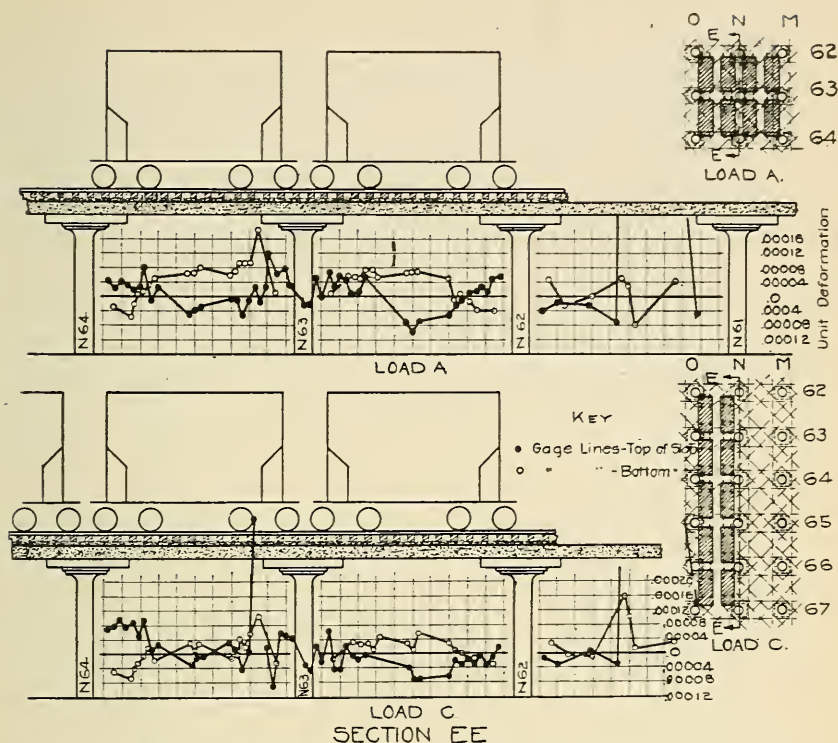 O N M
E
62
63
64
E
LOAD A.
.00016
.00012
.00008
.00004
.0
.0004
.00008
.00012
Unit Deformation
N64
N63
N62
N61
LOAD A
O N M
E
62
63
64
65
66
67
E
LOAD C.
KEY
• Gage Lines-Top of Slab
○ " " -Bottom "
.00020
.00016
.00012
.00008
.00004
0
.00004
.00008
.00012
N64
N63
N62
LOAD C
SECTION EE